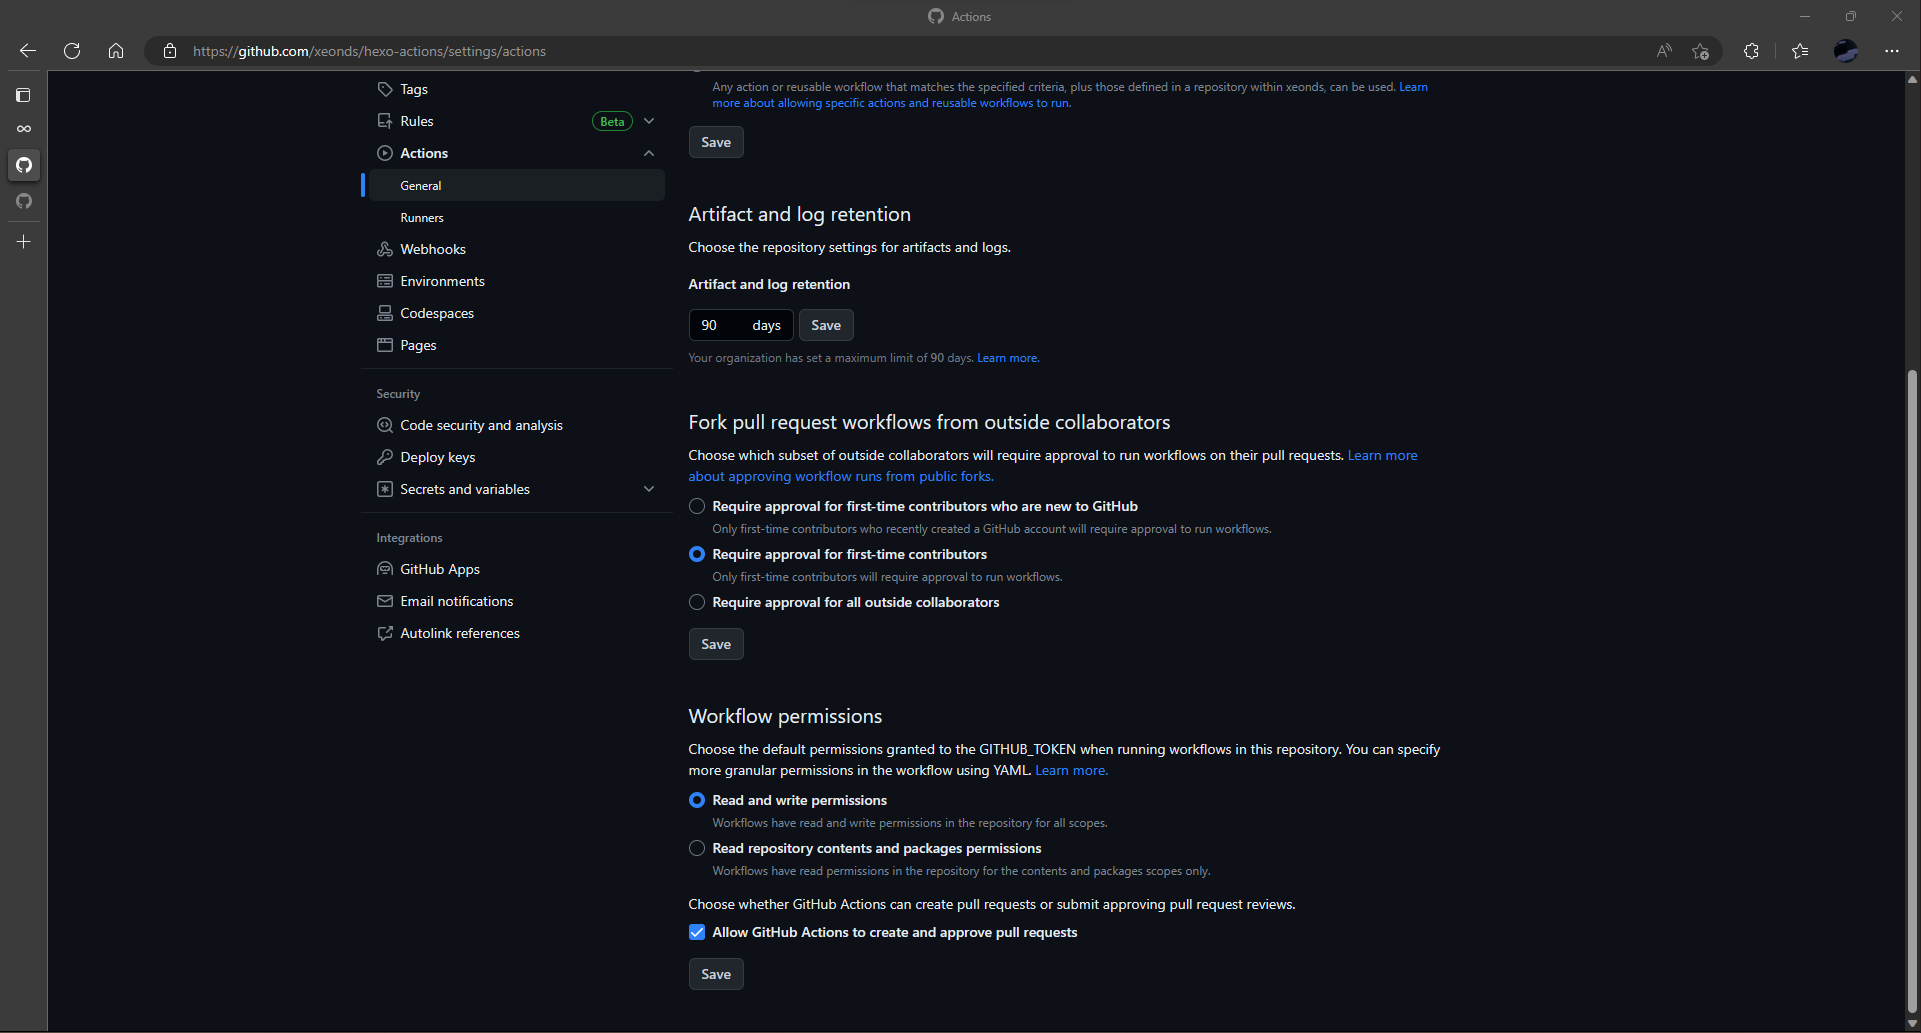 Actions
https://github.com/xeonds/hexo-actions/settings/actions
Tags
Rules
Beta
Actions
General
Runners
Webhooks
Environments
Codespaces
Pages
Security
Code security and analysis
Deploy keys
Secrets and variables
Integrations
GitHub Apps
Email notifications
Autolink references
Any action or reusable workflow that matches the specified criteria, plus those defined in a repository within xeonds, can be used. Learn
more about allowing specific actions and reusable workflows to run.
Save
Artifact and log retention
Choose the repository settings for artifacts and logs.
Artifact and log retention
90 days Save
Your organization has set a maximum limit of 90 days. Learn more.
Fork pull request workflows from outside collaborators
Choose which subset of outside collaborators will require approval to run workflows on their pull requests. Learn more
about approving workflow runs from public forks.
Require approval for first-time contributors who are new to GitHub
Only first-time contributors who recently created a GitHub account will require approval to run workflows.
Require approval for first-time contributors
Only first-time contributors will require approval to run workflows.
Require approval for all outside collaborators
Save
Workflow permissions
Choose the default permissions granted to the GITHUB_TOKEN when running workflows in this repository. You can specify
more granular permissions in the workflow using YAML. Learn more.
Read and write permissions
Workflows have read and write permissions in the repository for all scopes.
Read repository contents and packages permissions
Workflows have read permissions in the repository for the contents and packages scopes only.
Choose whether GitHub Actions can create pull requests or submit approving pull request reviews.
Allow GitHub Actions to create and approve pull requests
Save